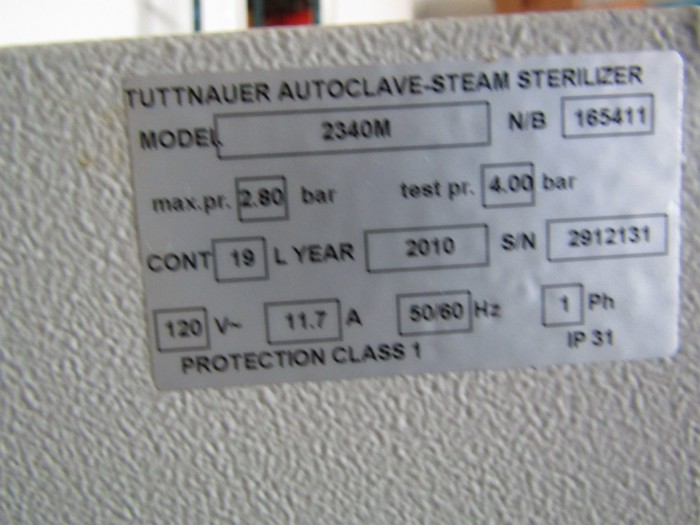 TUTTNAUER AUTOCLAVE-STEAM STERILIZER
MODEL 2340M N/B 165411
max.pr. 2.80 bar test pr. 4.00 bar
CONT 19 L YEAR 2010 S/N 2912131
120 V~ 11.7 A 50/60 Hz 1 Ph
PROTECTION CLASS 1 IP 31